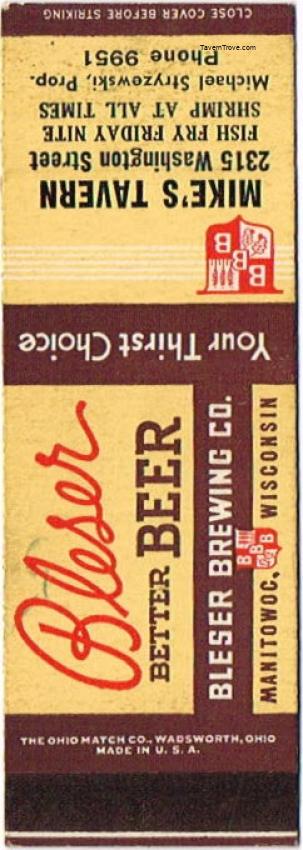 CLOSE COVER BEFORE STRIKING
TavernTrove.com
MIKE'S TAVERN
2315 Washington Street
FISH FRY FRIDAY NITE
SHRIMP AT ALL TIMES
Michael Stryzewski, Prop.
Phone 9951
B B B
Your Thirst Choice
Bleser
BETTER BEER
BLESER BREWING CO.
MANITOWOC, WISCONSIN
B B B
THE OHIO MATCH CO., WADSWORTH, OHIO
MADE IN U. S. A.